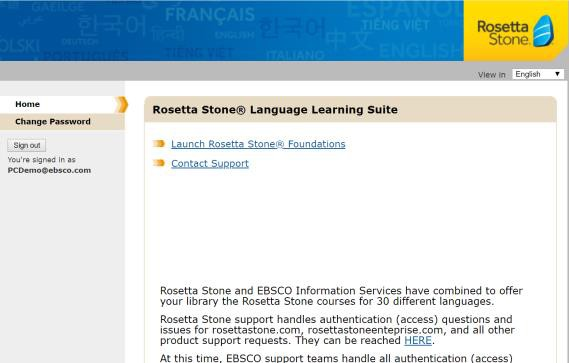 GAEILGE
FRANÇAIS
ESPAÑOL
한국어
हिन्दी
ENGLISH
한국어
中文
TIẾNG VIỆT
DEUTSCH
PORTUGUÊS
TIẾNG VIỆT
ITALIANO
ENGLISH
Rosetta
Stone.
View in English
Home
Change Password
Sign out
You're signed in as
PCDemo@ebsco.com
Rosetta Stone® Language Learning Suite
Launch Rosetta Stone® Foundations
Contact Support
Rosetta Stone and EBSCO Information Services have combined to offer
your library the Rosetta Stone courses for 30 different languages.
Rosetta Stone support handles authentication (access) questions and
issues for rosettastone.com, rosettastoneenteprise.com, and all other
product support requests. They can be reached HERE.
At this time, EBSCO support teams handle all authentication (access)